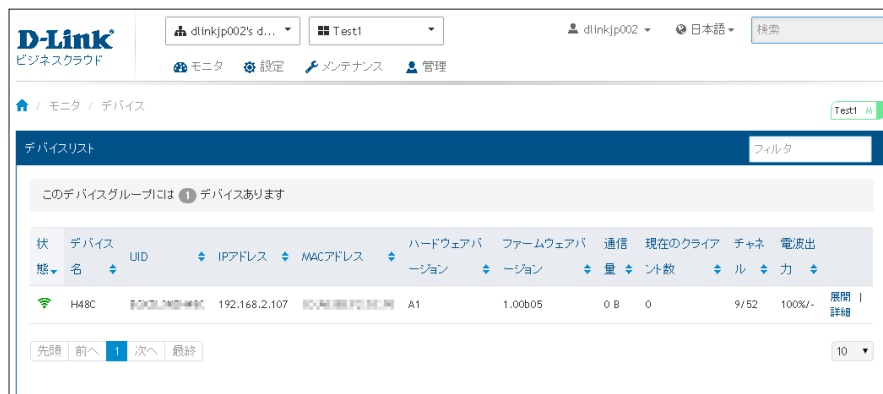 D-Link
ビジネスクラウド
dlinkjp002's d...
Test1
dlinkjp002
日本語
検索
モニタ
設定
メンテナンス
管理
/ モニタ / デバイス
Test1
デバイスリスト
フィルタ
このデバイスグループには 1 デバイスあります
状態
デバイス名
UID
IPアドレス
MACアドレス
ハードウェアバージョン
ファームウェアバージョン
通信量
現在のクライアント数
チャネル
電波出力
H48C
192.168.2.107
A1
1.00b05
0 B
0
9/52
100%/-
展開 |
詳細
先頭 前へ 1 次へ 最終
10